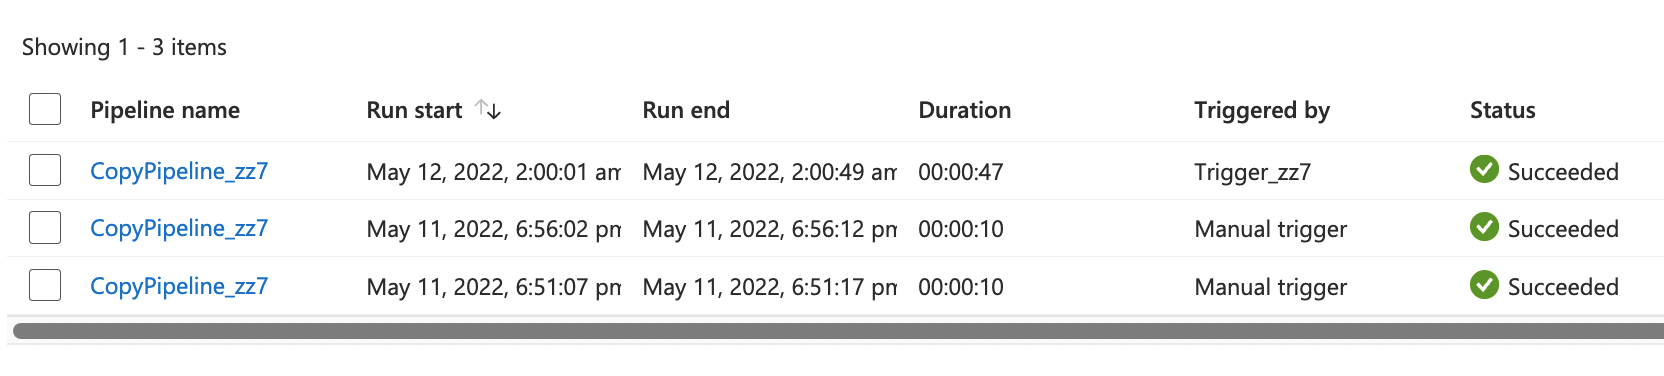 Showing 1 - 3 items
Pipeline name Run start ↑↓ Run end Duration Triggered by Status
CopyPipeline_zz7 May 12, 2022, 2:00:01 am May 12, 2022, 2:00:49 am 00:00:47 Trigger_zz7 Succeeded
CopyPipeline_zz7 May 11, 2022, 6:56:02 pm May 11, 2022, 6:56:12 pm 00:00:10 Manual trigger Succeeded
CopyPipeline_zz7 May 11, 2022, 6:51:07 pm May 11, 2022, 6:51:17 pm 00:00:10 Manual trigger Succeeded